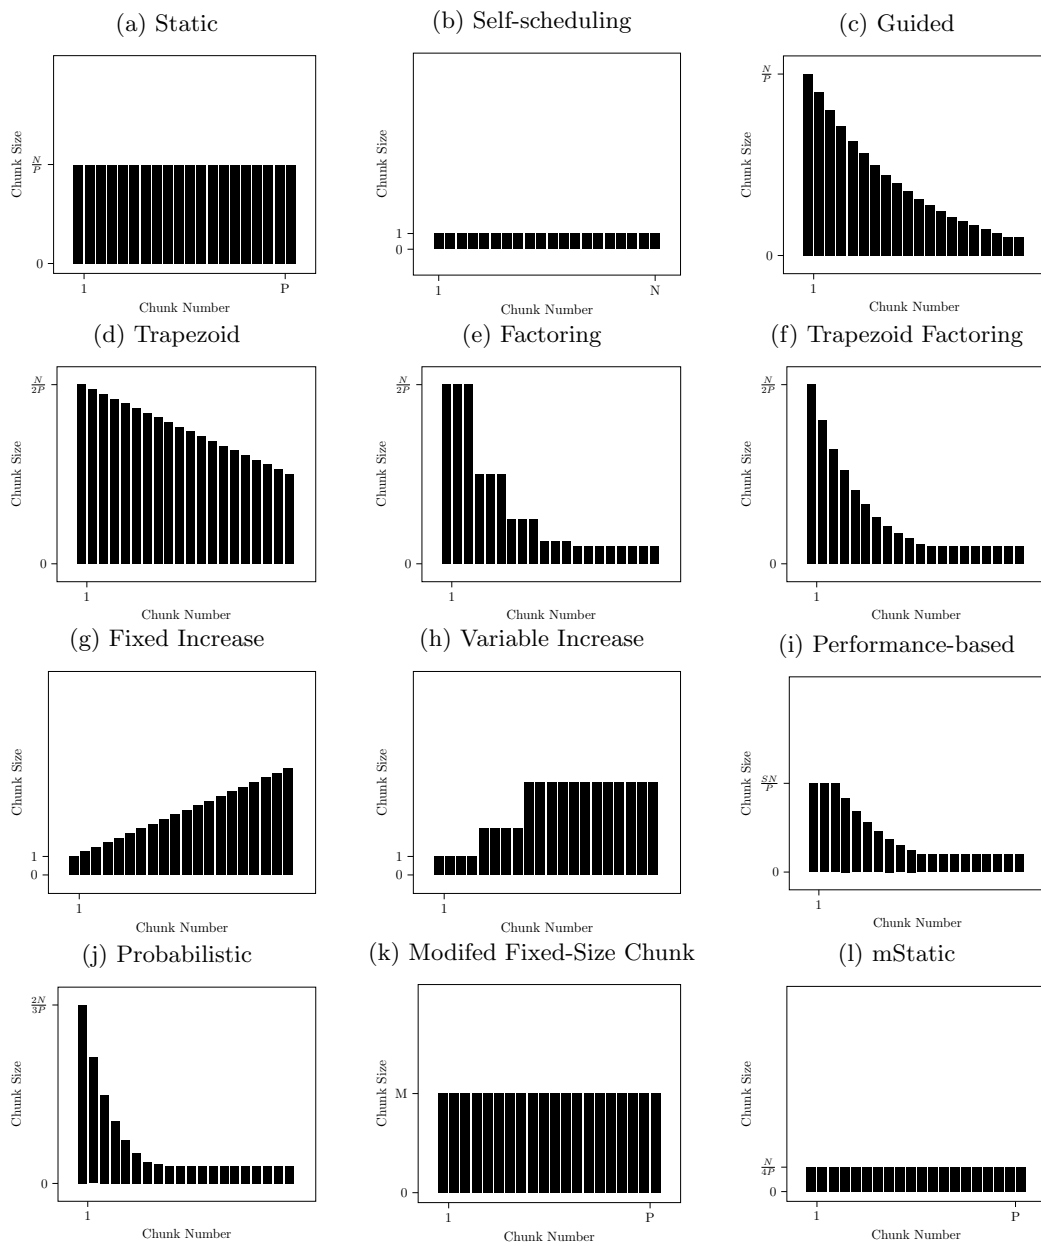 (a) Static
Chunk Size
N/P
0
1 P
Chunk Number
(b) Self-scheduling
Chunk Size
1
0
1 N
Chunk Number
(c) Guided
Chunk Size
N/P
0
1
Chunk Number
(d) Trapezoid
Chunk Size
N/2P
0
1
Chunk Number
(e) Factoring
Chunk Size
N/2P
0
1
Chunk Number
(f) Trapezoid Factoring
Chunk Size
N/2P
0
1
Chunk Number
(g) Fixed Increase
Chunk Size
1
0
1
Chunk Number
(h) Variable Increase
Chunk Size
1
0
1
Chunk Number
(i) Performance-based
Chunk Size
SN/P
0
1
Chunk Number
(j) Probabilistic
Chunk Size
2N/3P
0
1
Chunk Number
(k) Modifed Fixed-Size Chunk
Chunk Size
M
0
1 P
Chunk Number
(l) mStatic
Chunk Size
N/4P
0
1 P
Chunk Number